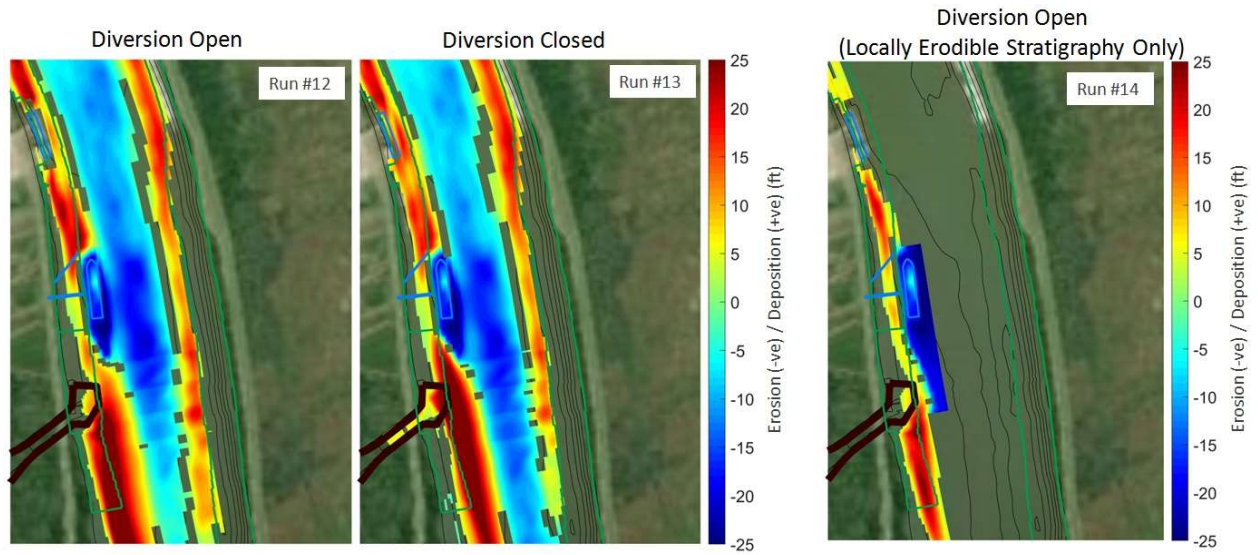 Diversion Open
Run #12
Diversion Closed
Run #13
25
20
15
10
5
0
-5
-10
-15
-20
-25
Erosion (-ve) / Deposition (+ve) (ft)
Diversion Open
(Locally Erodible Stratigraphy Only)
Run #14
25
20
15
10
5
0
-5
-10
-15
-20
-25
Erosion (-ve) / Deposition (+ve) (ft)